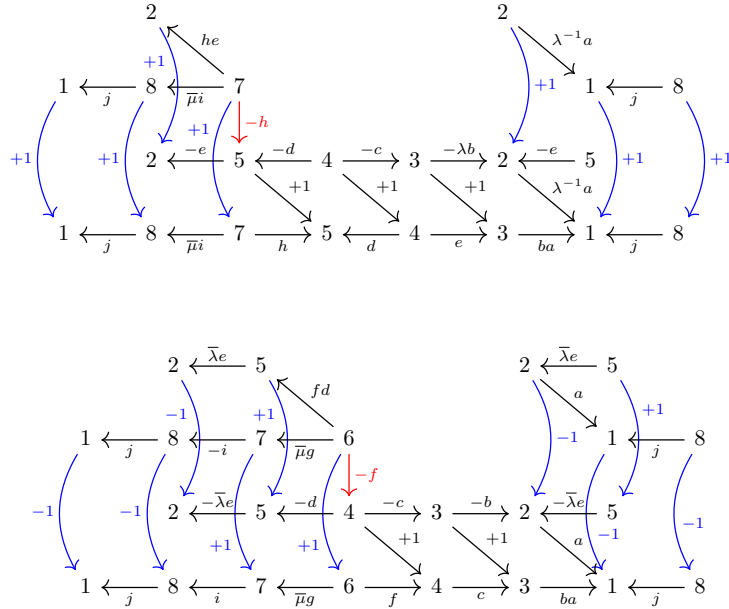 2 2
he λ⁻¹a
+1 +1
1 j 8 μ̅i 7 1 j 8
-h
+1 +1 +1 +1 +1
2 -e 5 -d 4 -c 3 -λb 2 -e 5
+1 +1 +1 λ⁻¹a
1 j 8 μ̅i 7 h 5 d 4 e 3 ba 1 j 8
2 λ̅e 5 2 λ̅e 5
-1 +1 fd a +1
-1
1 j 8 -i 7 μ̅g 6 1 j 8
-f
-1 -1 2 -λ̅e 5 -d 4 -c 3 -b 2 -λ̅e 5
+1 +1 +1 +1 a -1 -1
1 j 8 i 7 μ̅g 6 f 4 c 3 ba 1 j 8